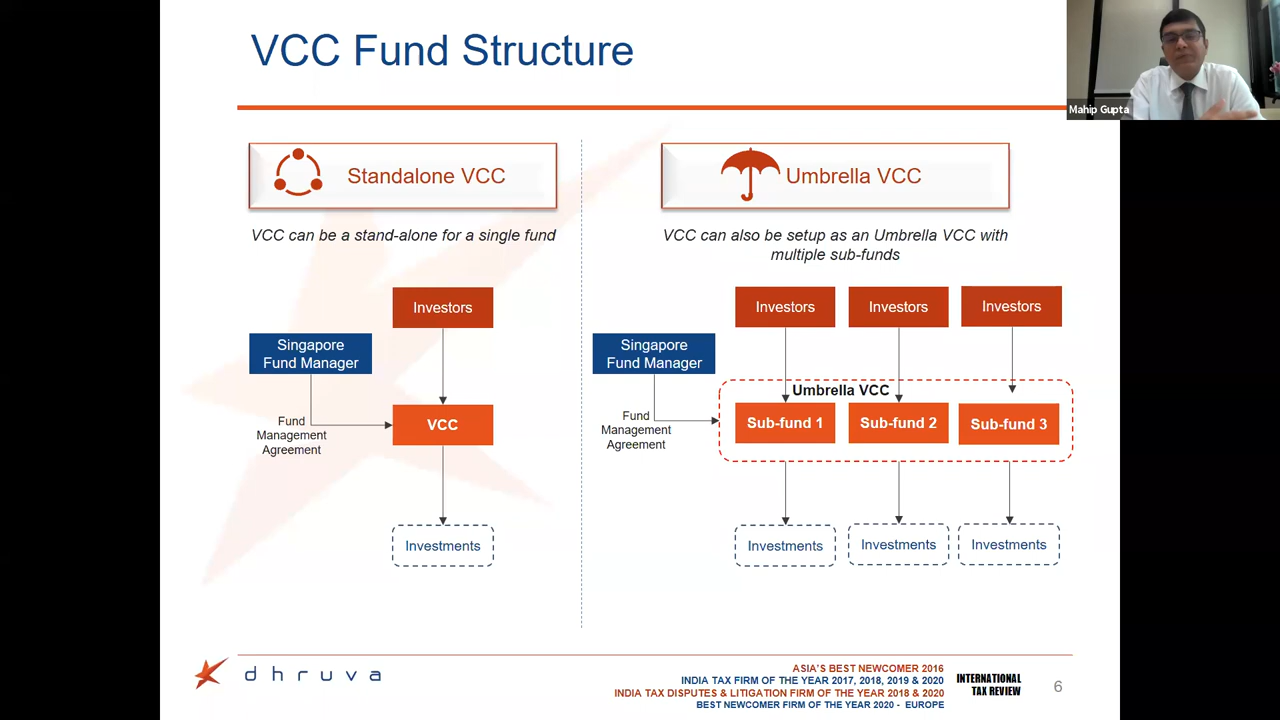 VCC Fund Structure
Mahip Gupta
Standalone VCC
VCC can be a stand-alone for a single fund
Investors
Singapore
Fund Manager
Fund
Management
Agreement
VCC
Investments
Umbrella VCC
VCC can also be setup as an Umbrella VCC with
multiple sub-funds
Investors
Investors
Investors
Singapore
Fund Manager
Fund
Management
Agreement
Umbrella VCC
Sub-fund 1
Sub-fund 2
Sub-fund 3
Investments
Investments
Investments
dhruva
ASIA'S BEST NEWCOMER 2016
INDIA TAX FIRM OF THE YEAR 2017, 2018, 2019 & 2020
INDIA TAX DISPUTES & LITIGATION FIRM OF THE YEAR 2018 & 2020
BEST NEWCOMER FIRM OF THE YEAR 2020 - EUROPE
INTERNATIONAL
TAX REVIEW
6